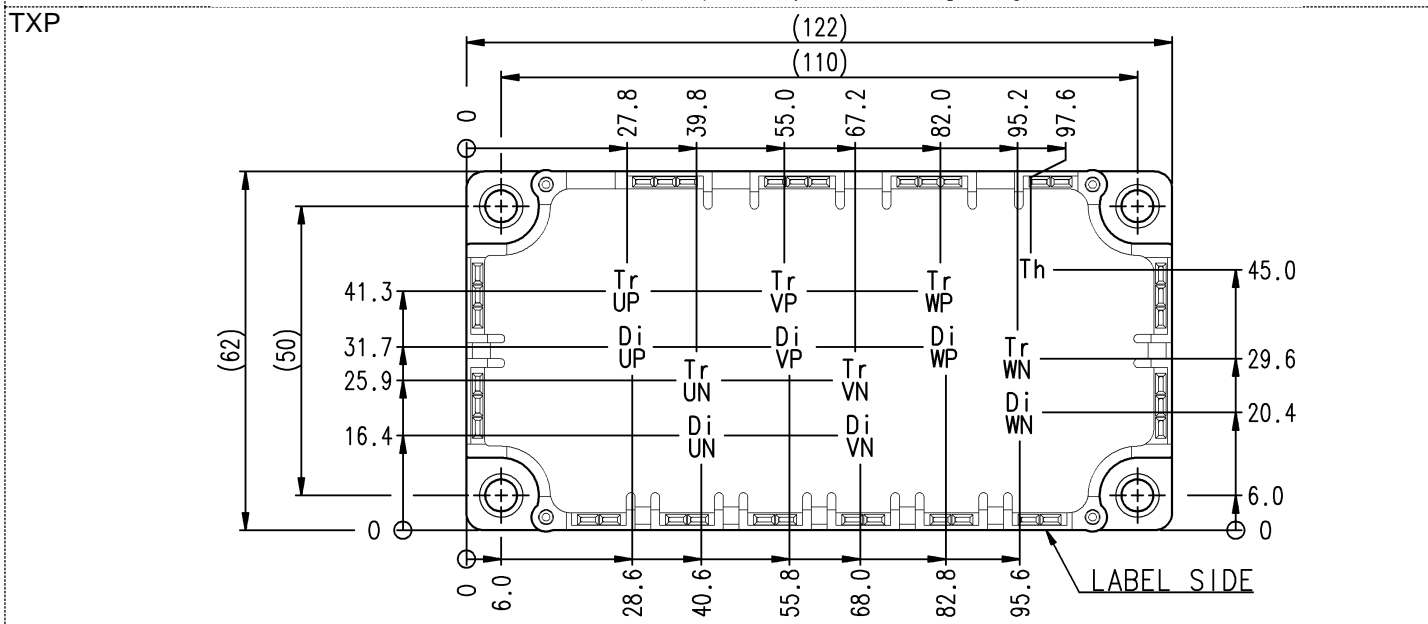 TXP
(122)
(110)
0
27.8
39.8
55.0
67.2
82.0
95.2
97.6
(62)
(50)
41.3
31.7
25.9
16.4
0
Tr
UP
Tr
VP
Tr
WP
Th
Di
UP
Di
VP
Di
WP
Tr
WN
Tr
UN
Tr
VN
Di
WN
Di
UN
Di
VN
45.0
29.6
20.4
6.0
0
0
6.0
28.6
40.6
55.8
68.0
82.8
95.6
LABEL SIDE